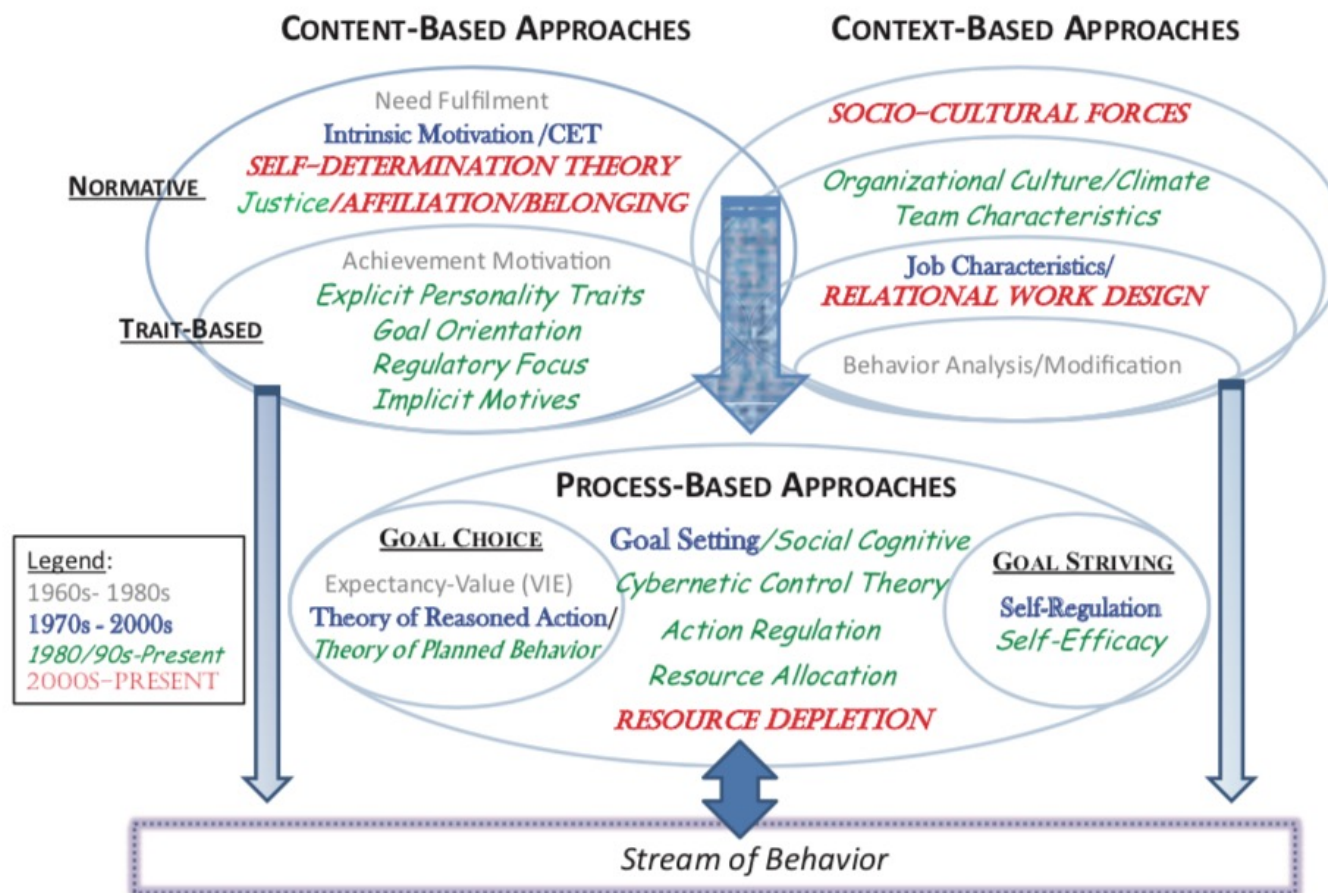 CONTENT-BASED APPROACHES
CONTEXT-BASED APPROACHES
NORMATIVE
Need Fulfilment
Intrinsic Motivation /CET
SELF-DETERMINATION THEORY
Justice/AFFILIATION/BELONGING
TRAIT-BASED
Achievement Motivation
Explicit Personality Traits
Goal Orientation
Regulatory Focus
Implicit Motives
SOCIO-CULTURAL FORCES
Organizational Culture/Climate
Team Characteristics
Job Characteristics/
RELATIONAL WORK DESIGN
Behavior Analysis/Modification
PROCESS-BASED APPROACHES
GOAL CHOICE
Expectancy-Value (VIE)
Theory of Reasoned Action/
Theory of Planned Behavior
Goal Setting/Social Cognitive
Cybernetic Control Theory
Action Regulation
Resource Allocation
RESOURCE DEPLETION
GOAL STRIVING
Self-Regulation
Self-Efficacy
Legend:
1960s- 1980s
1970s - 2000s
1980/90s-Present
2000S-PRESENT
Stream of Behavior